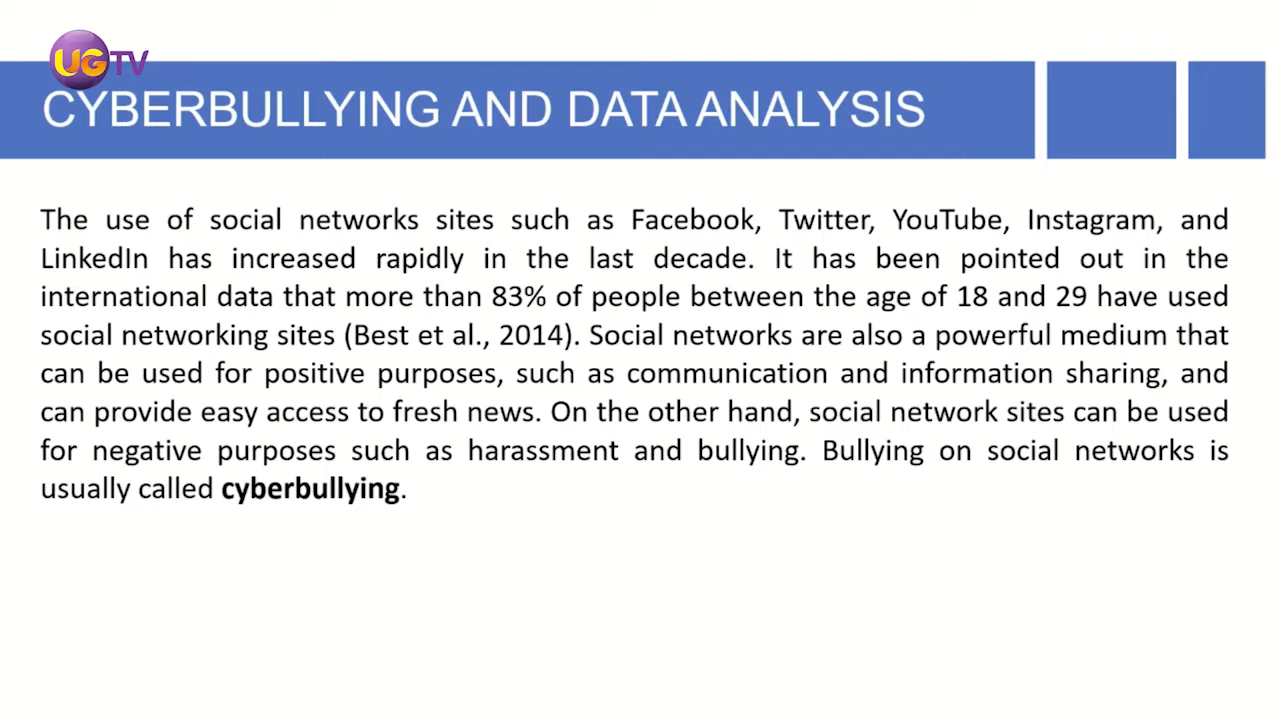 UGTV
CYBERBULLYING AND DATA ANALYSIS
The use of social networks sites such as Facebook, Twitter, YouTube, Instagram, and
LinkedIn has increased rapidly in the last decade. It has been pointed out in the
international data that more than 83% of people between the age of 18 and 29 have used
social networking sites (Best et al., 2014). Social networks are also a powerful medium that
can be used for positive purposes, such as communication and information sharing, and
can provide easy access to fresh news. On the other hand, social network sites can be used
for negative purposes such as harassment and bullying. Bullying on social networks is
usually called cyberbullying.